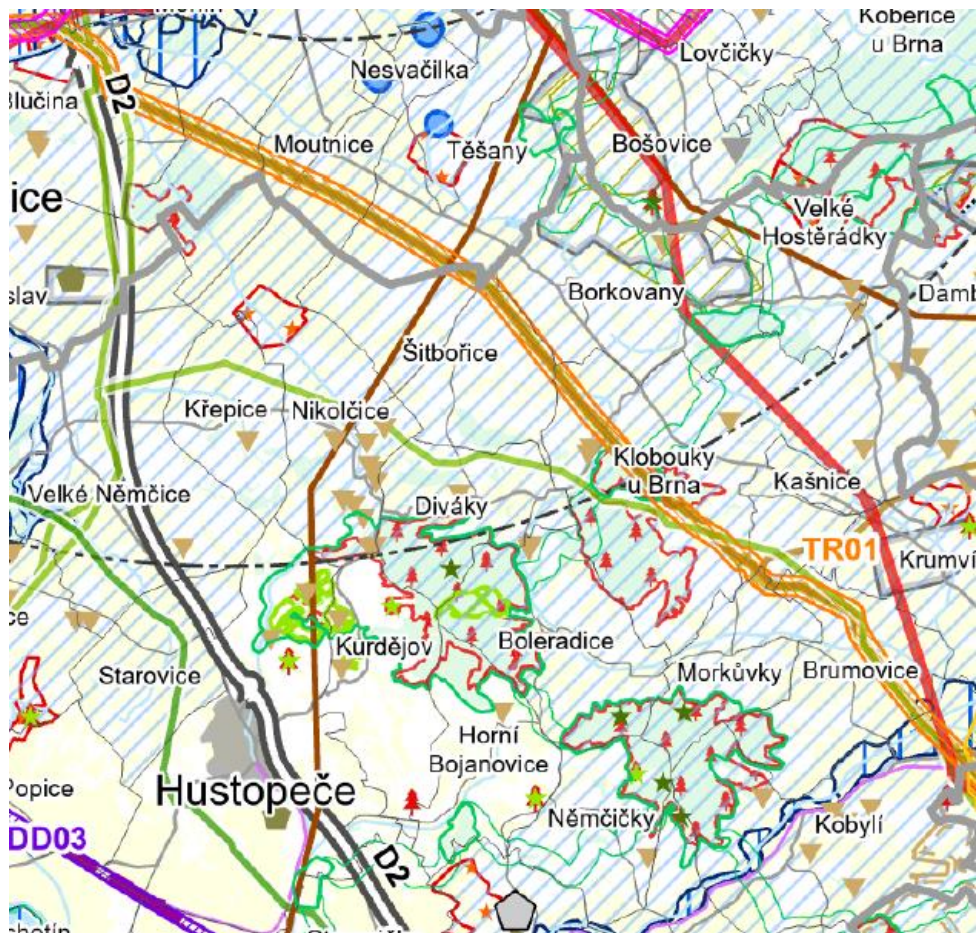 Nesvačilka
Lovčičky
Kobeřice
u Brna
D2
Blučina
Moutnice
Těšany
Bošovice
Velké
Hostěrádky
ice
slav
Borkovany
Damb
Šitbořice
Křepice
Nikolčice
Klobouky
u Brna
Kašnice
Velké Němčice
Diváky
TR01
Krumví
ce
Kurdějov
Boleradice
Starovice
Morkůvky
Brumovice
Horní
Bojanovice
Popice
Hustopeče
Němčičky
Kobylí
DD03
D2